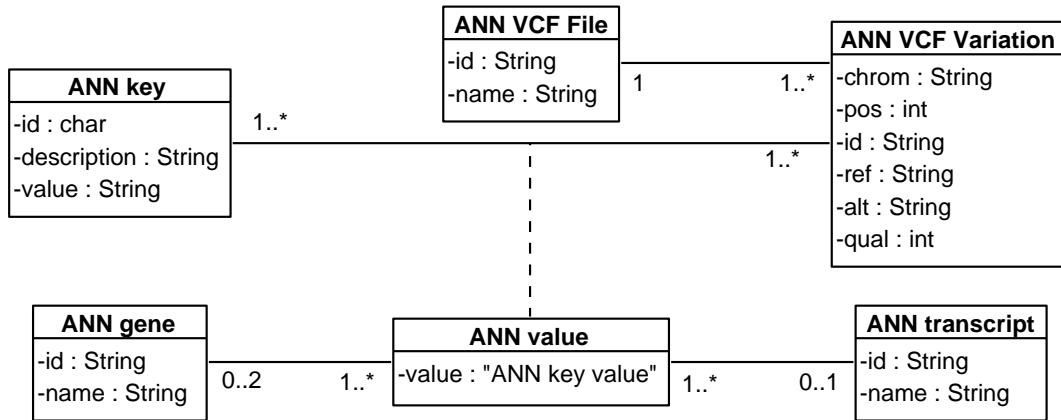 ANN VCF File
-id : String
-name : String
ANN VCF Variation
-chrom : String
-pos : int
-id : String
-ref : String
-alt : String
-qual : int
1
1..*
ANN key
-id : char
-description : String
-value : String
1..*
1..*
ANN gene
-id : String
-name : String
0..2
1..*
ANN value
-value : "ANN key value"
1..*
0..1
ANN transcript
-id : String
-name : String